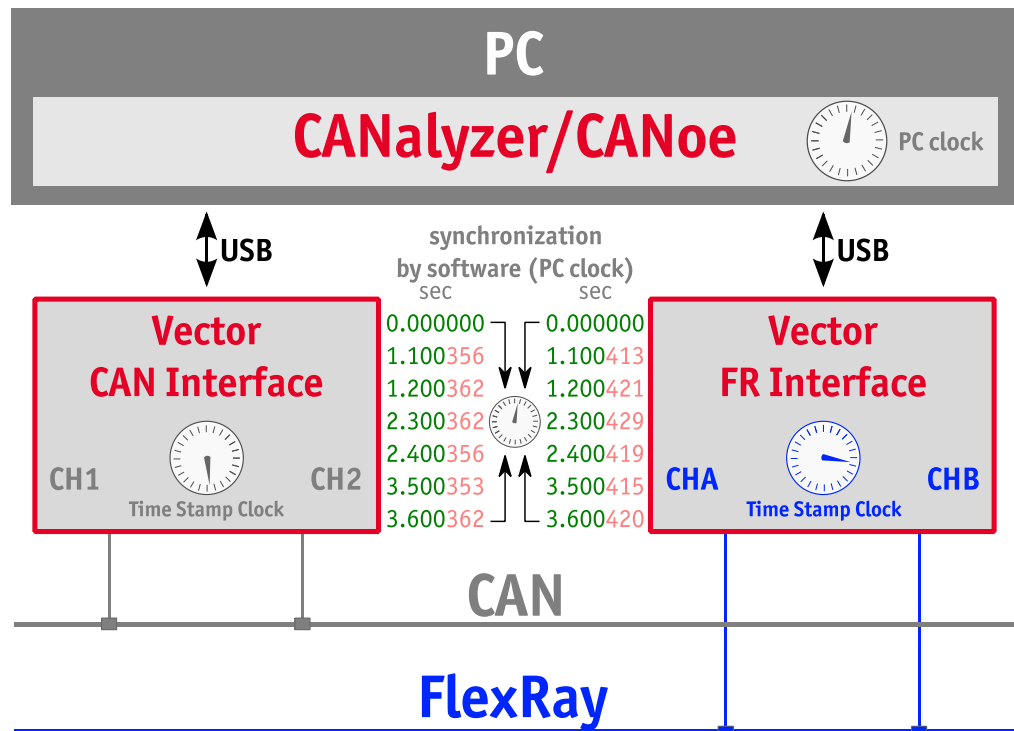 PC
CANalyzer/CANoe
PC clock
USB
synchronization
by software (PC clock)
USB
sec
sec
Vector
CAN Interface
CH1
CH2
Time Stamp Clock
0.000000
1.100356
1.200362
2.300362
2.400356
3.500353
3.600362
0.000000
1.100413
1.200421
2.300429
2.400419
3.500415
3.600420
Vector
FR Interface
CHA
CHB
Time Stamp Clock
CAN
FlexRay